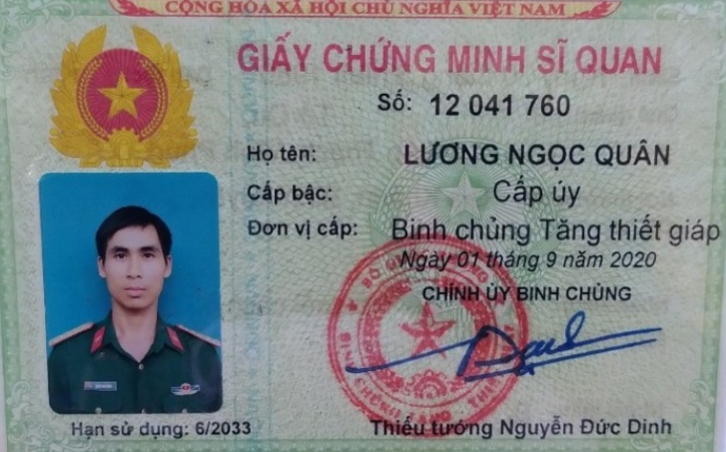 CỘNG HÒA XÃ HỘI CHỦ NGHĨA VIỆT NAM
GIẤY CHỨNG MINH SĨ QUAN
Số: 12 041 760
Họ tên: LƯƠNG NGỌC QUÂN
Cấp bậc: Cấp úy
Đơn vị cấp: Binh chủng Tăng thiết giáp
Ngày 01 tháng 9 năm 2020
CHÍNH ỦY BINH CHỦNG
Hạn sử dụng: 6/2033
Thiếu tướng Nguyễn Đức Dinh